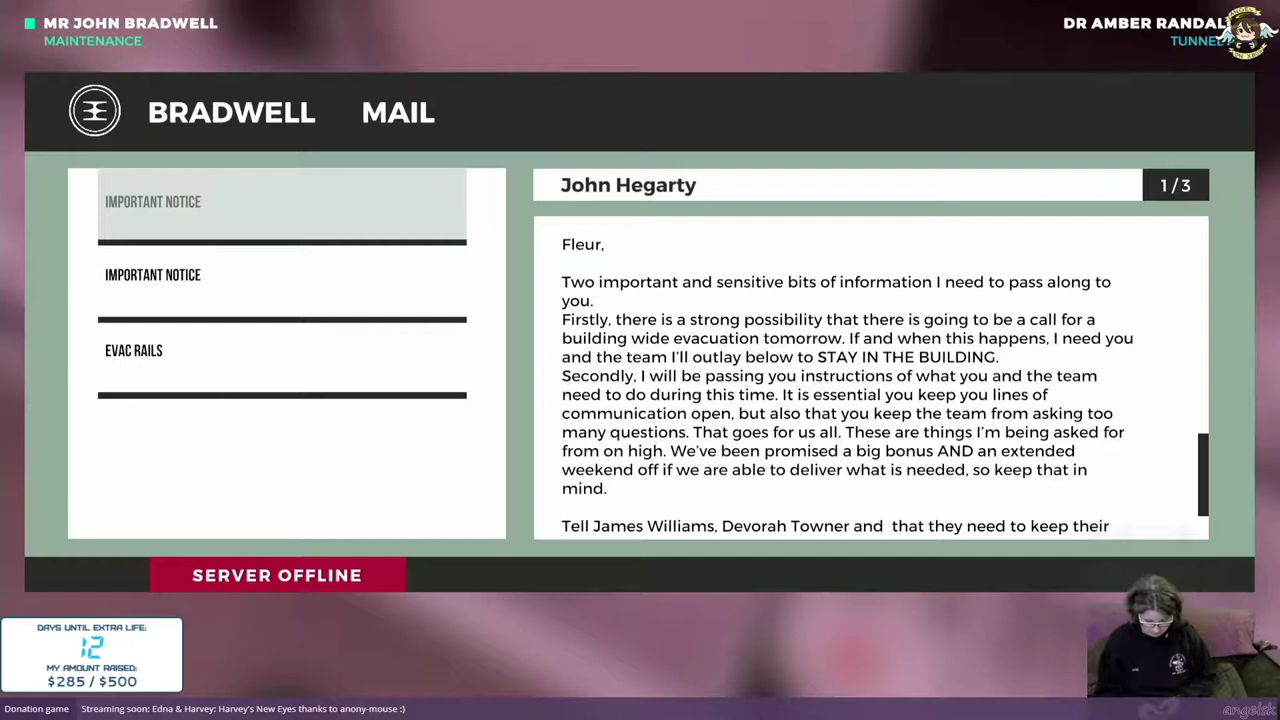 MR JOHN BRADWELL
MAINTENANCE
DR AMBER RANDAL
TUNNEL
BRADWELL MAIL
IMPORTANT NOTICE
IMPORTANT NOTICE
EVAC RAILS
John Hegarty
1 / 3
Fleur,
Two important and sensitive bits of information I need to pass along to
you.
Firstly, there is a strong possibility that there is going to be a call for a
building wide evacuation tomorrow. If and when this happens, I need you
and the team I'll outlay below to STAY IN THE BUILDING.
Secondly, I will be passing you instructions of what you and the team
need to do during this time. It is essential you keep you lines of
communication open, but also that you keep the team from asking too
many questions. That goes for us all. These are things I'm being asked for
from on high. We've been promised a big bonus AND an extended
weekend off if we are able to deliver what is needed, so keep that in
mind.
Tell James Williams, Devorah Towner and  that they need to keep their
SERVER OFFLINE
DAYS UNTIL EXTRA LIFE:
12
MY AMOUNT RAISED:
$285 / $500
Donation game Streaming soon: Edna & Harvey: Harvey's New Eyes thanks to anony-mouse :)
angelsk